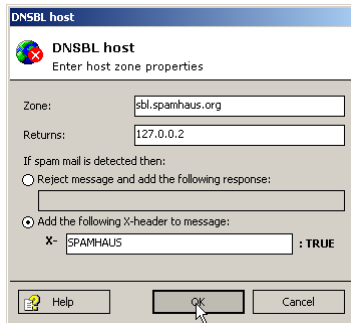 DNSBL host
DNSBL host
Enter host zone properties
Zone: sbl.spamhaus.org
Returns: 127.0.0.2
If spam mail is detected then:
Reject message and add the following response:
Add the following X-header to message:
X- SPAMHAUS : TRUE
Help OK Cancel